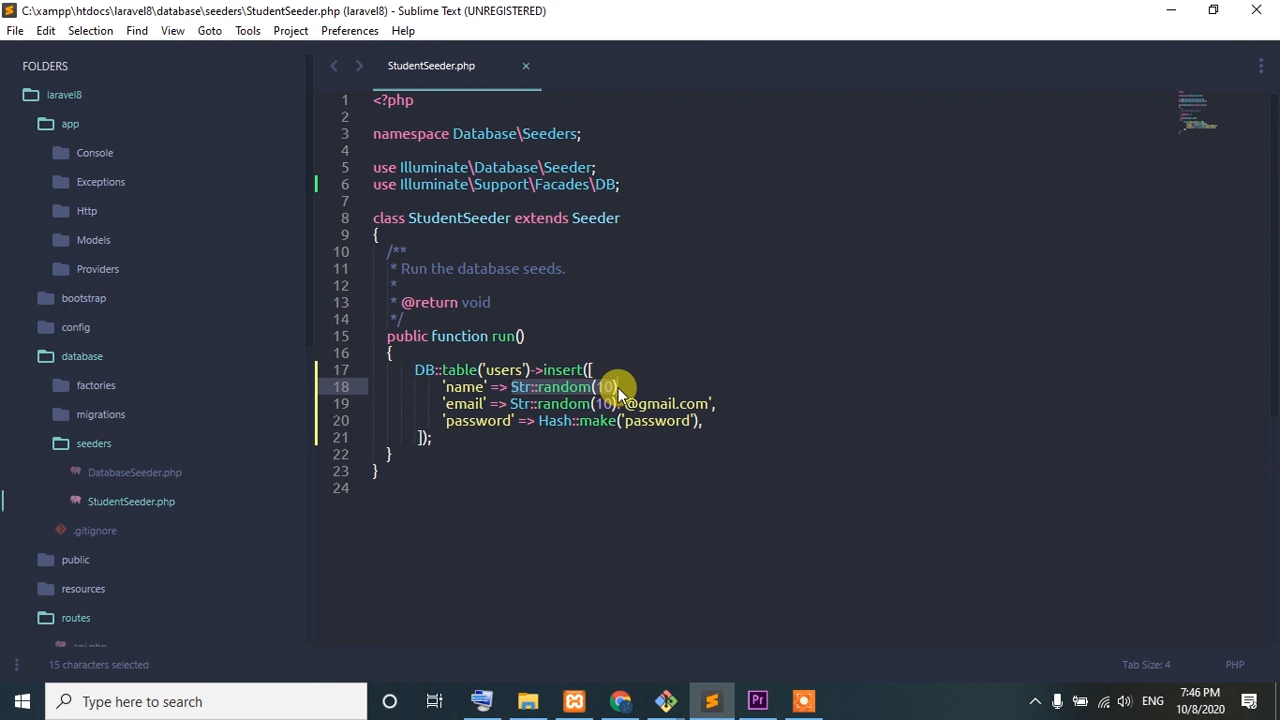 C:\xampp\htdocs\laravel8\database\seeders\StudentSeeder.php (laravel8) - Sublime Text (UNREGISTERED)
File Edit Selection Find View Goto Tools Project Preferences Help
FOLDERS
laravel8
app
Console
Exceptions
Http
Models
Providers
bootstrap
config
database
factories
migrations
seeders
DatabaseSeeder.php
StudentSeeder.php
.gitignore
public
resources
routes
api.php
StudentSeeder.php ×
1 <?php
2
3 namespace Database\Seeders;
4
5 use Illuminate\Database\Seeder;
6 use Illuminate\Support\Facades\DB;
7
8 class StudentSeeder extends Seeder
9 {
10 /**
11 * Run the database seeds.
12 *
13 * @return void
14 */
15 public function run()
16 {
17 DB::table('users')->insert([
18 'name' => Str::random(10)
19 'email' => Str::random(10).'@gmail.com',
20 'password' => Hash::make('password'),
21 ]);
22 }
23 }
24
15 characters selected
Tab Size: 4
PHP
Type here to search
Pr
ENG
7:46 PM
10/8/2020